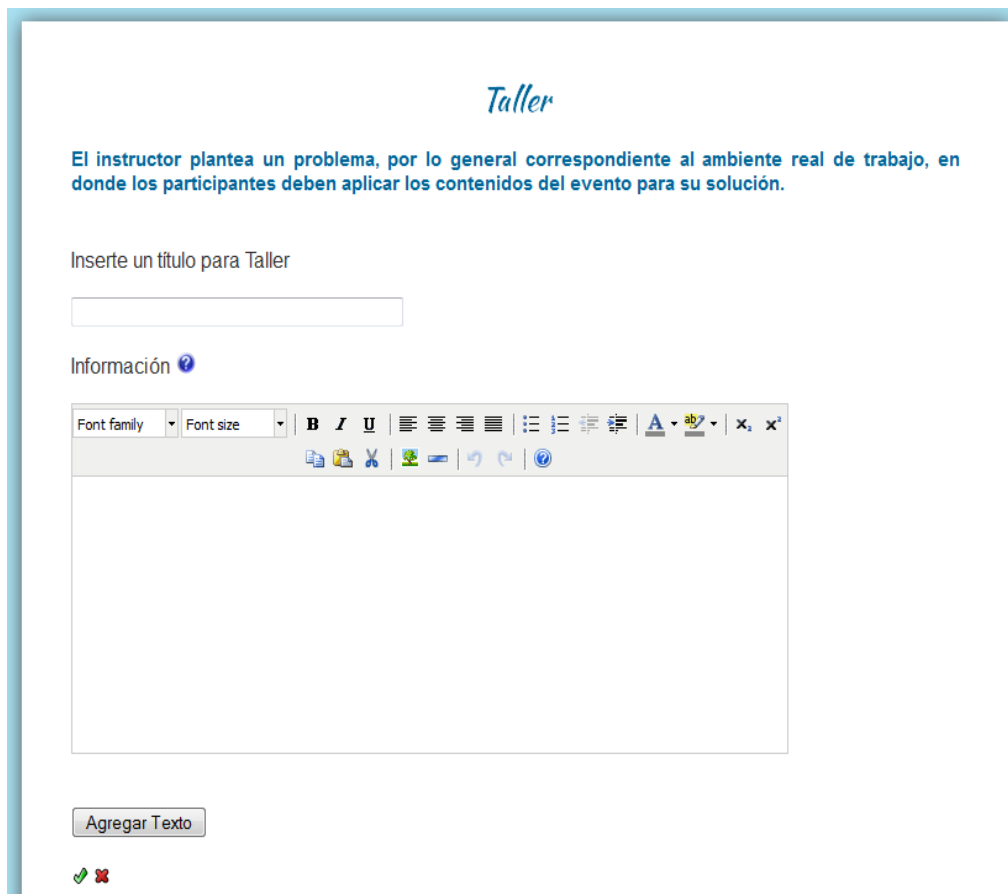 Taller
El instructor plantea un problema, por lo general correspondiente al ambiente real de trabajo, en
donde los participantes deben aplicar los contenidos del evento para su solución.
Inserte un título para Taller
Información
Font family Font size B I U A ab x₂ x²
Agregar Texto